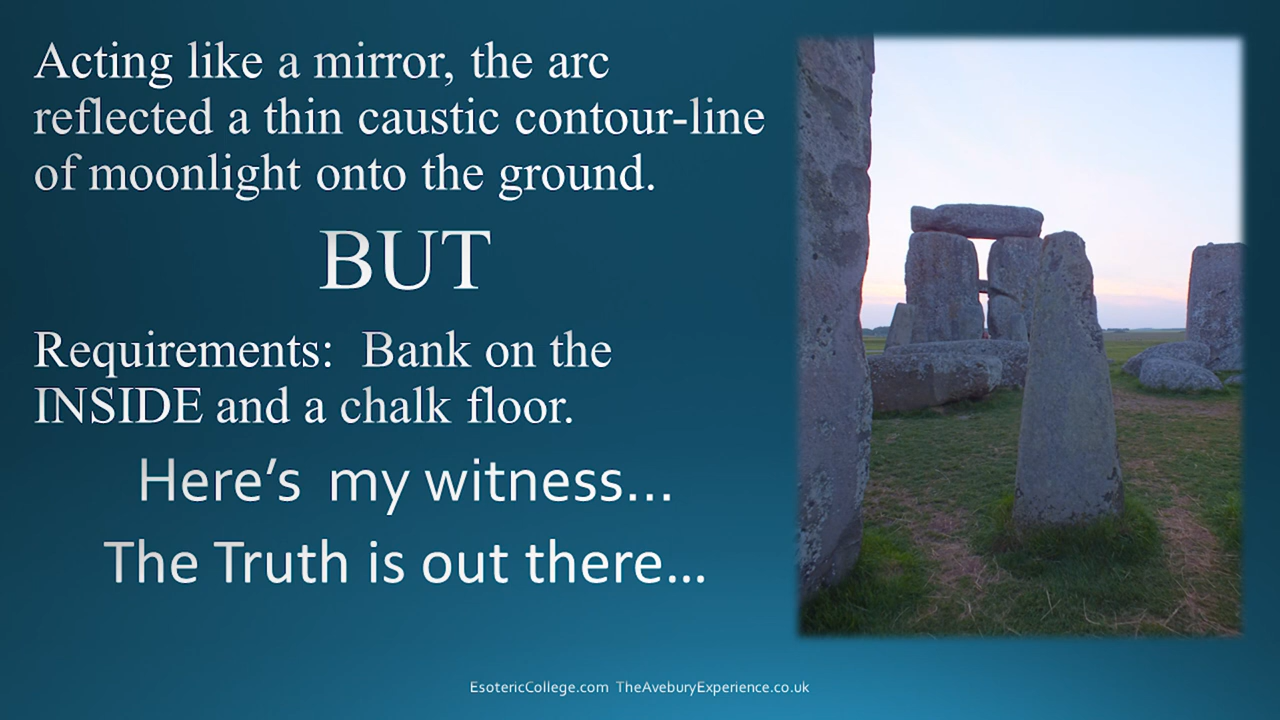 Acting like a mirror, the arc
reflected a thin caustic contour-line
of moonlight onto the ground.
BUT
Requirements:  Bank on the
INSIDE and a chalk floor.
Here’s  my witness…
The Truth is out there…
EsotericCollege.com  TheAveburyExperience.co.uk